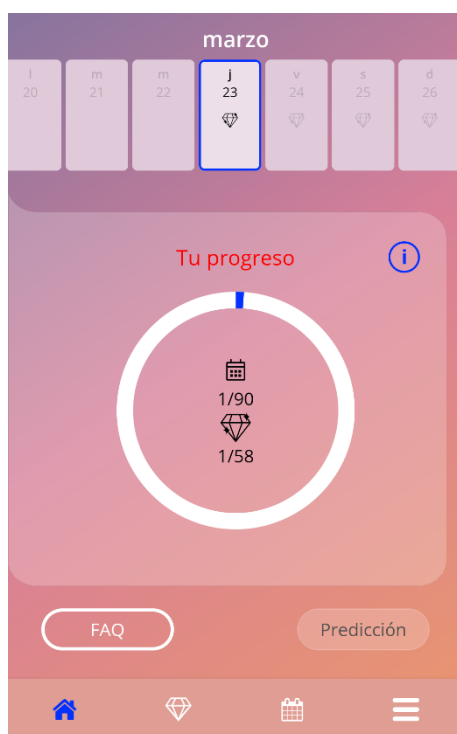 marzo
l m m j v s d
20 21 22 23 24 25 26
Tu progreso
i
1/90
1/58
FAQ Predicción